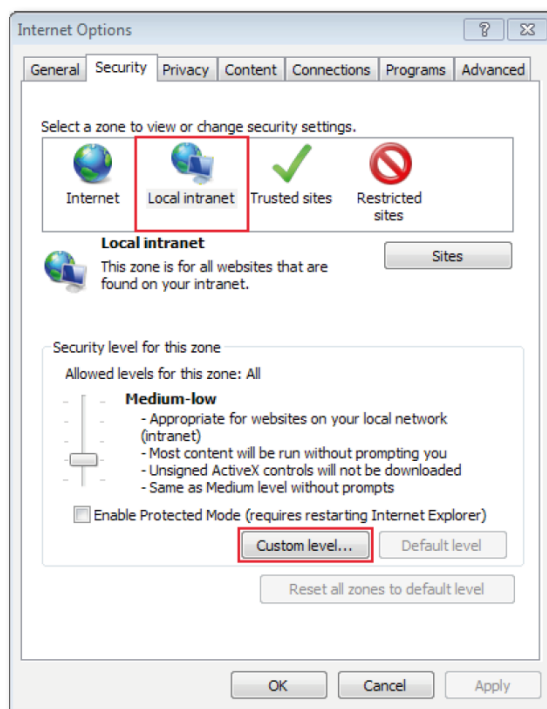 Internet Options
General Security Privacy Content Connections Programs Advanced
Select a zone to view or change security settings.
Internet Local intranet Trusted sites Restricted
sites
Local intranet
This zone is for all websites that are
found on your intranet.
Sites
Security level for this zone
Allowed levels for this zone: All
Medium-low
- Appropriate for websites on your local network
(intranet)
- Most content will be run without prompting you
- Unsigned ActiveX controls will not be downloaded
- Same as Medium level without prompts
Enable Protected Mode (requires restarting Internet Explorer)
Custom level... Default level
Reset all zones to default level
OK Cancel Apply